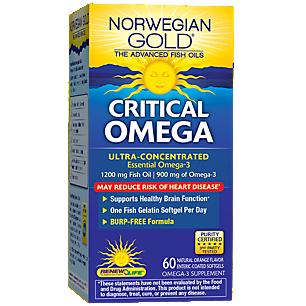 NORWEGIAN
GOLD®
THE ADVANCED FISH OILS
CRITICAL
OMEGA
ULTRA-CONCENTRATED
Essential Omega-3
1200 mg Fish Oil | 900 mg of Omega-3
MAY REDUCE RISK OF HEART DISEASE†
Supports Healthy Brain Function*
One Fish Gelatin Softgel Per Day
BURP-FREE Formula
PURITY
CERTIFIED
3RD PARTY
TESTED
RENEW LIFE
60 NATURAL ORANGE FLAVOR
ENTERIC-COATED SOFTGELS
OMEGA-3 SUPPLEMENT
*These statements have not been evaluated by the Food
and Drug Administration. This product is not intended
to diagnose, treat, cure, or prevent any disease.